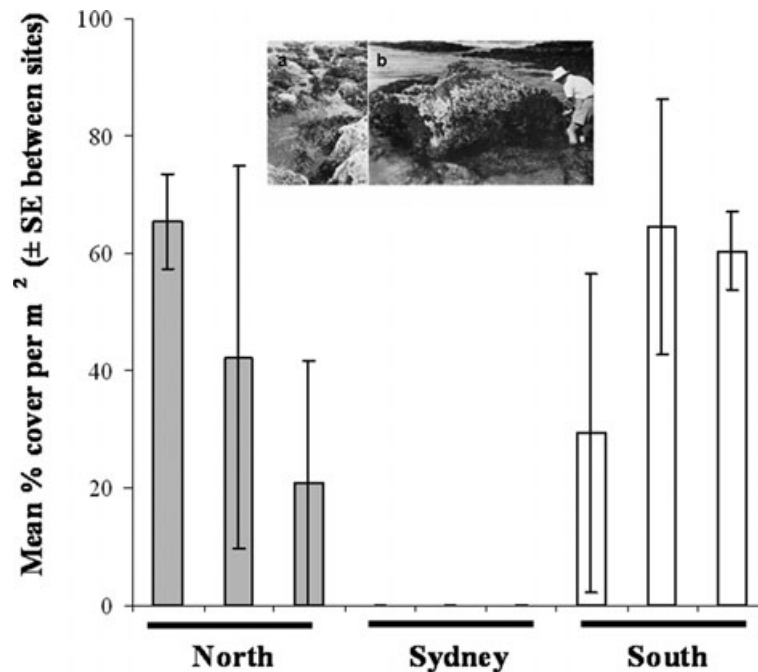 Mean % cover per m ² (± SE between sites)
100
80
60
40
20
0
a
b
North
Sydney
South